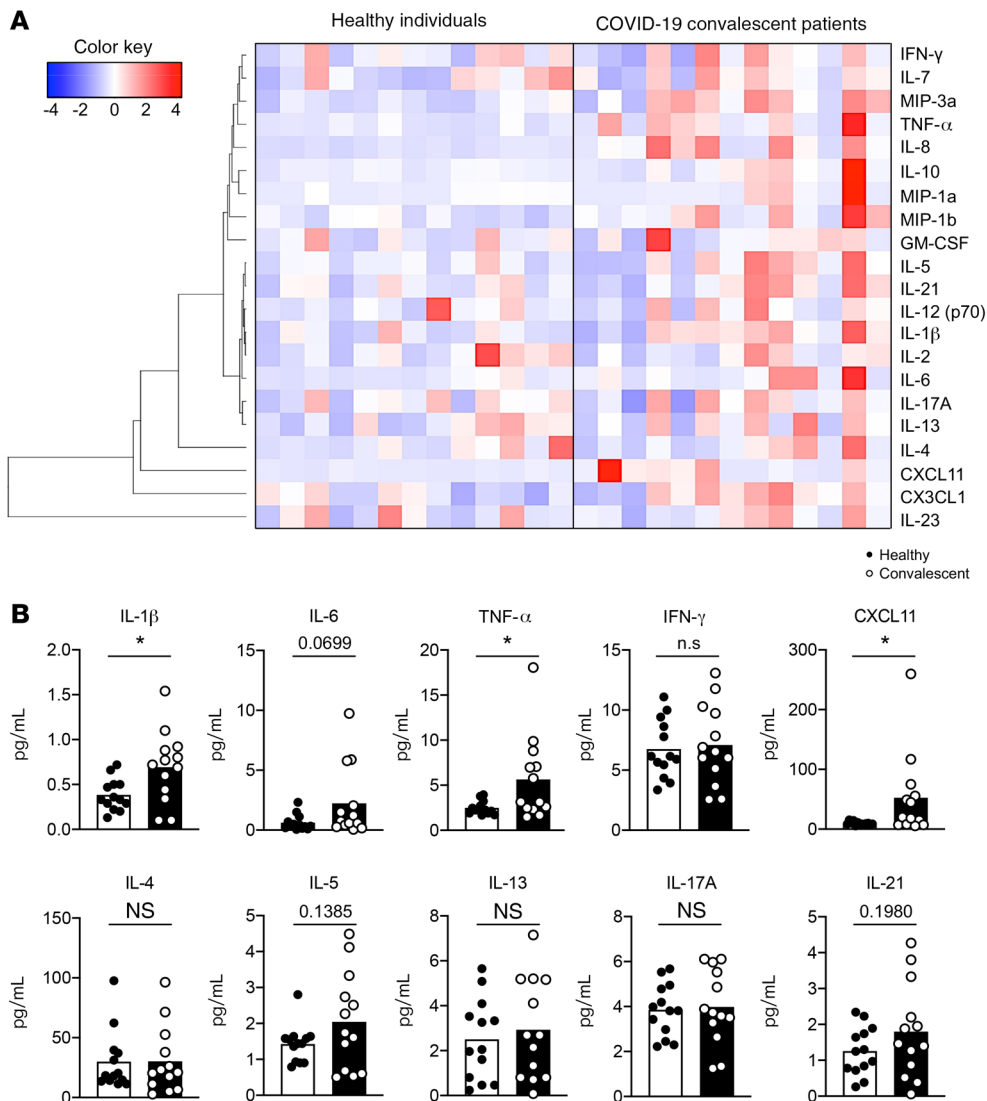 A
Healthy individuals
COVID-19 convalescent patients
Color key
-4 -2 0 2 4
IFN-γ
IL-7
MIP-3a
TNF-α
IL-8
IL-10
MIP-1a
MIP-1b
GM-CSF
IL-5
IL-21
IL-12 (p70)
IL-1β
IL-2
IL-6
IL-17A
IL-13
IL-4
CXCL11
CX3CL1
IL-23
Healthy
Convalescent
B
IL-1β
*
2.0
1.5
1.0
0.5
0.0
pg/mL
IL-6
0.0699
15
10
5
0
pg/mL
TNF-α
*
20
15
10
5
0
pg/mL
IFN-γ
n.s
15
10
5
0
pg/mL
CXCL11
*
300
200
100
0
pg/mL
IL-4
NS
150
100
50
0
pg/mL
IL-5
0.1385
5
4
3
2
1
0
pg/mL
IL-13
NS
8
6
4
2
0
pg/mL
IL-17A
NS
8
6
4
2
0
pg/mL
IL-21
0.1980
5
4
3
2
1
0
pg/mL